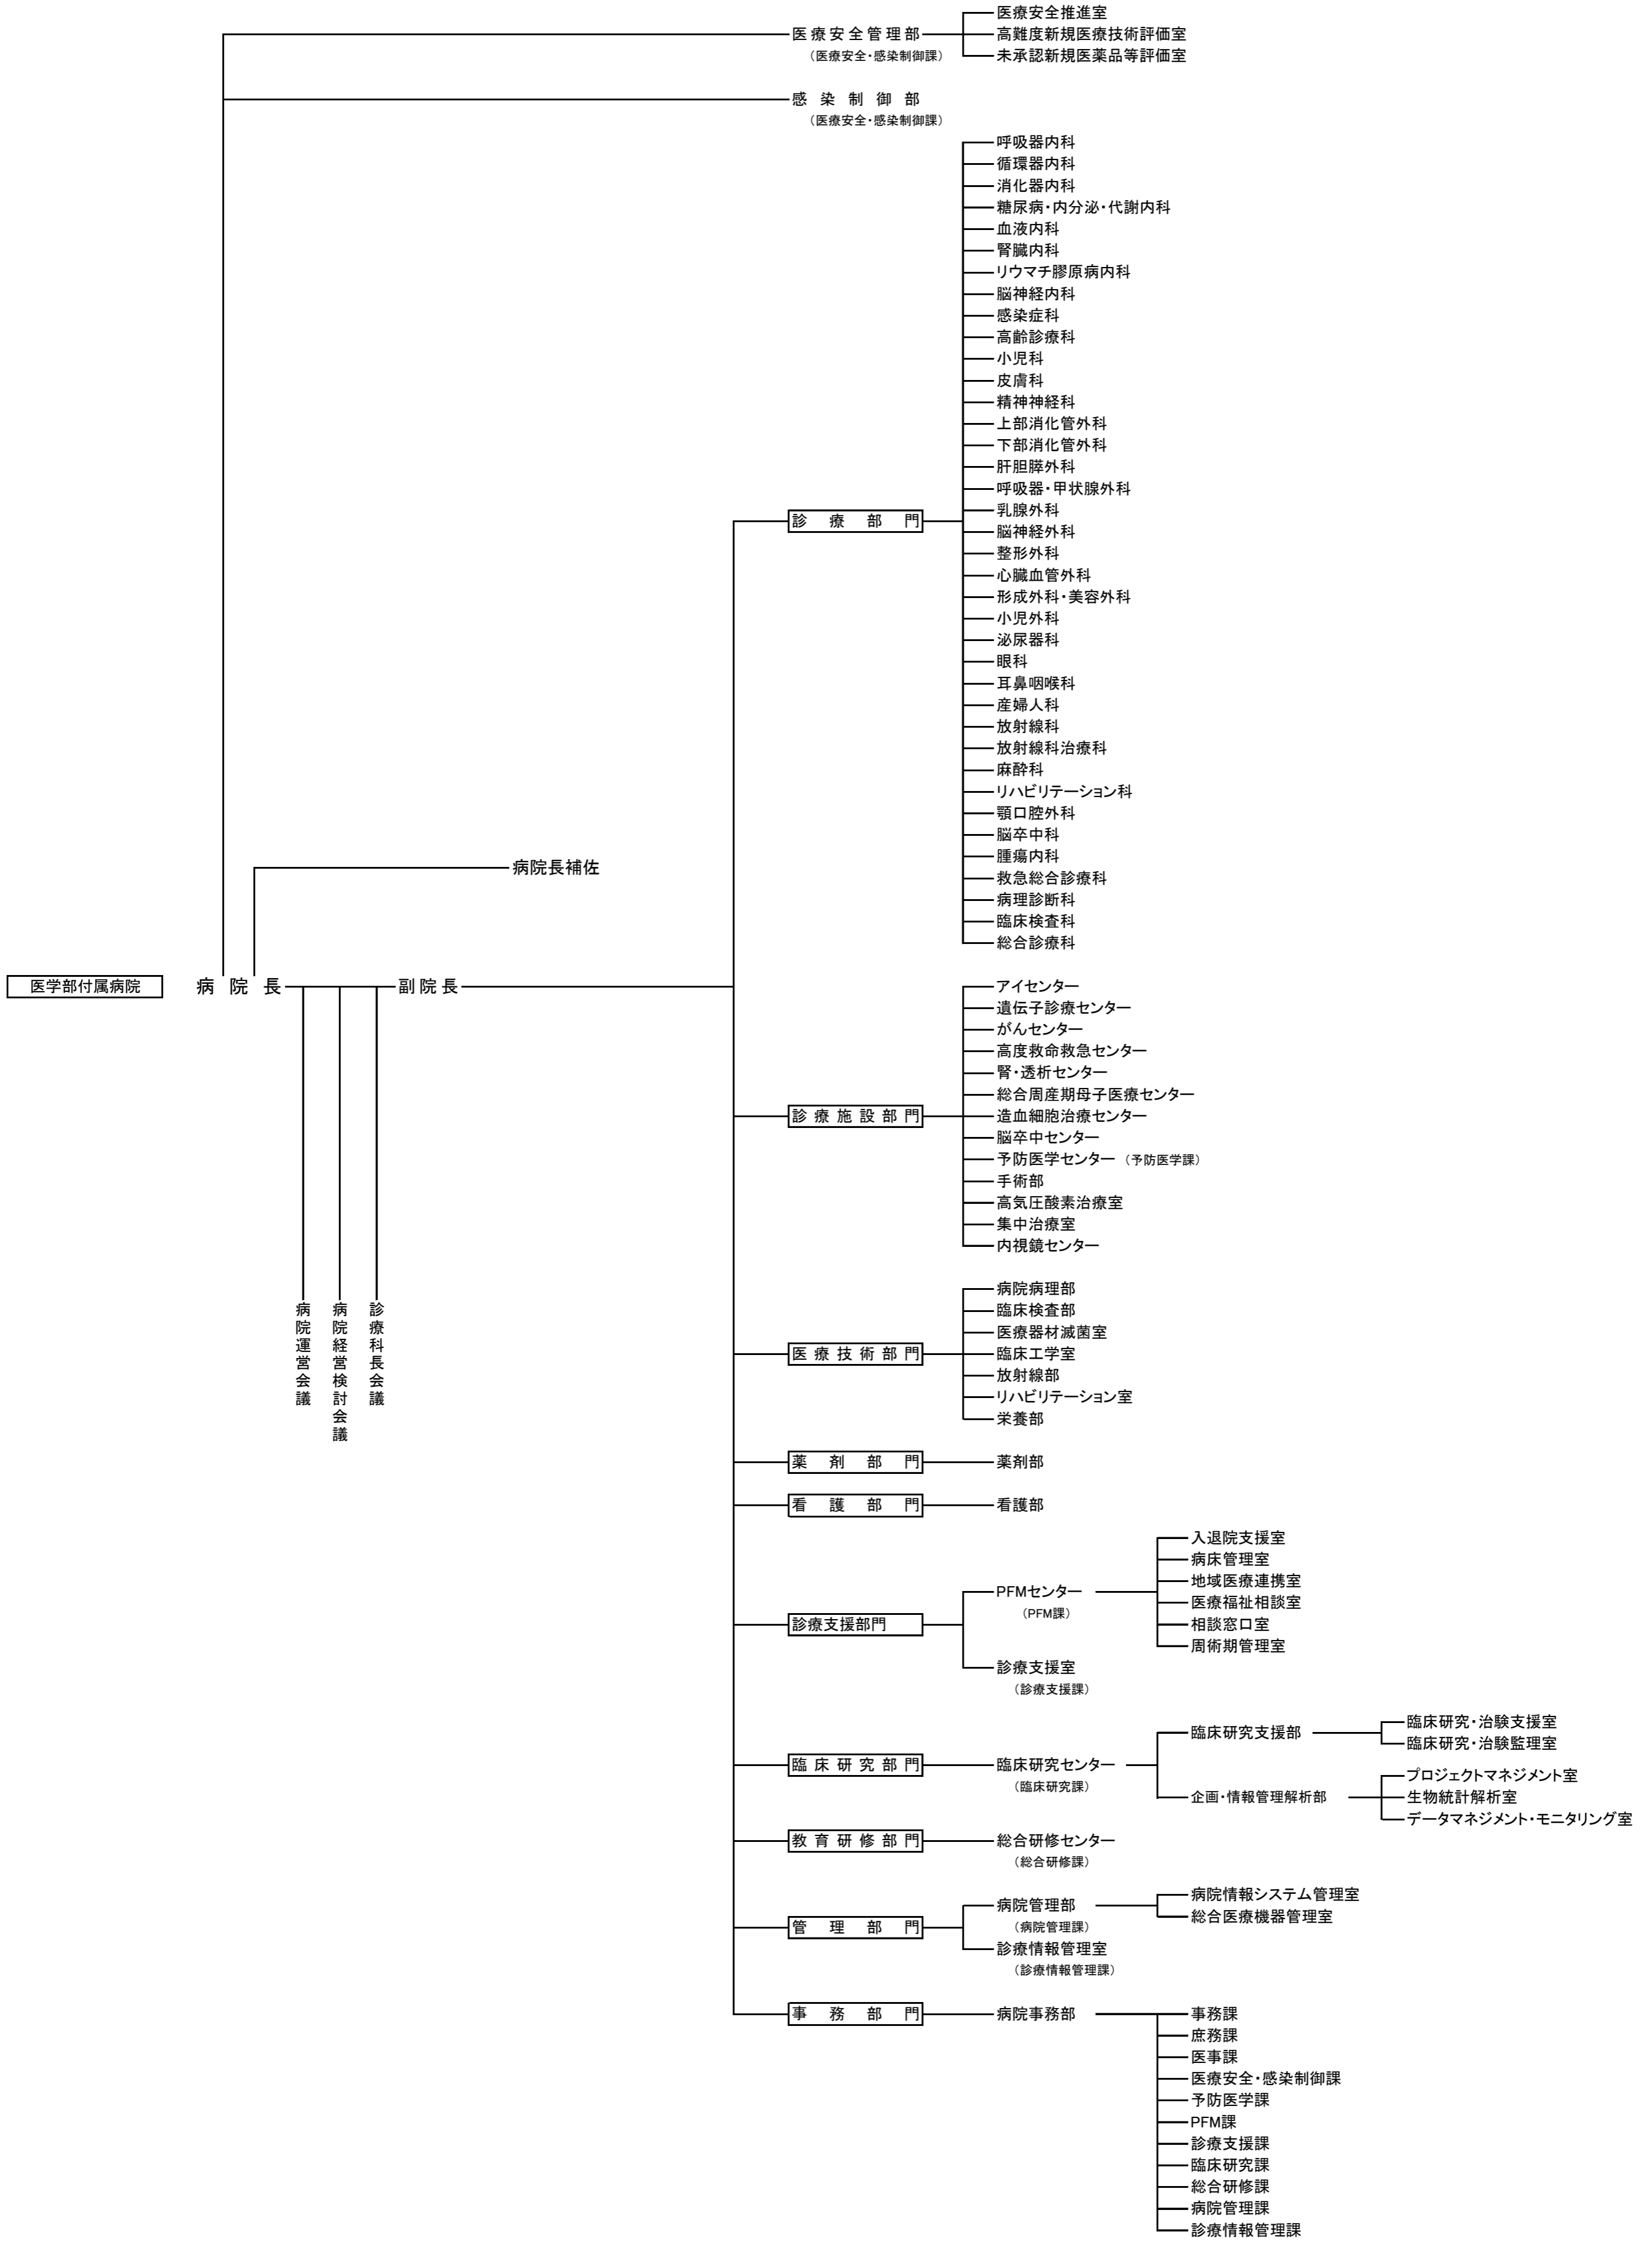 医療安全推進室
医療安全管理部
高難度新規医療技術評価室
（医療安全・感染制御課）
未承認新規医薬品等評価室
感染制御部
（医療安全・感染制御課）
呼吸器内科
循環器内科
消化器内科
糖尿病・内分泌・代謝内科
血液内科
腎臓内科
リウマチ膠原病内科
脳神経内科
感染症科
高齢診療科
小児科
皮膚科
精神神経科
上部消化管外科
下部消化管外科
肝胆膵外科
呼吸器・甲状腺外科
乳腺外科
診療部門
脳神経外科
整形外科
心臓血管外科
形成外科・美容外科
小児外科
泌尿器科
眼科
耳鼻咽喉科
産婦人科
放射線科
放射線科治療科
麻酔科
リハビリテーション科
顎口腔外科
脳卒中科
腫瘍内科
病院長補佐
救急総合診療科
病理診断科
臨床検査科
総合診療科
医学部付属病院
病院長
副院長
アイセンター
遺伝子診療センター
がんセンター
高度救命救急センター
腎・透析センター
総合周産期母子医療センター
診療施設部門
造血細胞治療センター
脳卒中センター
予防医学センター（予防医学課）
手術部
高気圧酸素治療室
集中治療室
内視鏡センター
病院運営会議
病院経営検討会議
診療科長会議
病院病理部
臨床検査部
医療器材滅菌室
医療技術部門
臨床工学室
放射線部
リハビリテーション室
栄養部
薬剤部門
薬剤部
看護部門
看護部
入退院支援室
病床管理室
地域医療連携室
PFMセンター
（PFM課）
医療福祉相談室
相談窓口室
周術期管理室
診療支援部門
診療支援室
（診療支援課）
臨床研究・治験支援室
臨床研究支援部
臨床研究・治験監理室
臨床研究部門
臨床研究センター
（臨床研究課）
プロジェクトマネジメント室
企画・情報管理解析部
生物統計解析室
データマネジメント・モニタリング室
教育研修部門
総合研修センター
（総合研修課）
病院情報システム管理室
病院管理部
総合医療機器管理室
（病院管理課）
管理部門
診療情報管理室
（診療情報管理課）
事務部門
病院事務部
事務課
庶務課
医事課
医療安全・感染制御課
予防医学課
PFM課
診療支援課
臨床研究課
総合研修課
病院管理課
診療情報管理課